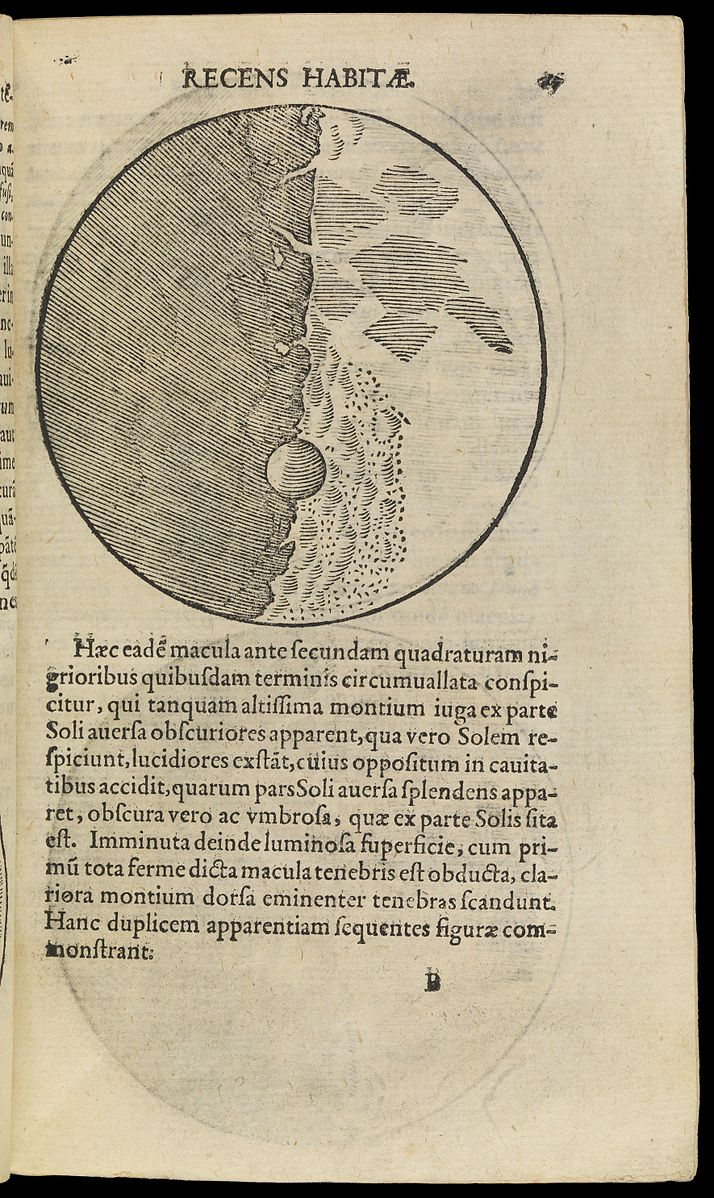 RECENS HABITÆ.
Hæc eadẽ macula ante ſecundam quadraturam ni-
grioribus quibuſdam terminis circumuallata conſpi-
citur, qui tanquam altiſſima montium iuga ex parte
Soli auerſa obſcuriores apparent, qua vero Solem re-
ſpiciunt, lucidiores exſtãt, cuius oppoſitum in cauita-
tibus accidit, quarum pars Soli auerſa ſplendens appa-
ret, obſcura vero ac vmbroſa, quæ ex parte Solis ſita
eſt. Imminuta deinde luminoſa ſuperficie, cum pri-
mũ tota ferme dicta macula tenebris eſt obducta, cla-
riora montium dorſa eminenter tenebras ſcandunt.
Hanc duplicem apparentiam ſequentes figuræ com-
monſtrant.
B